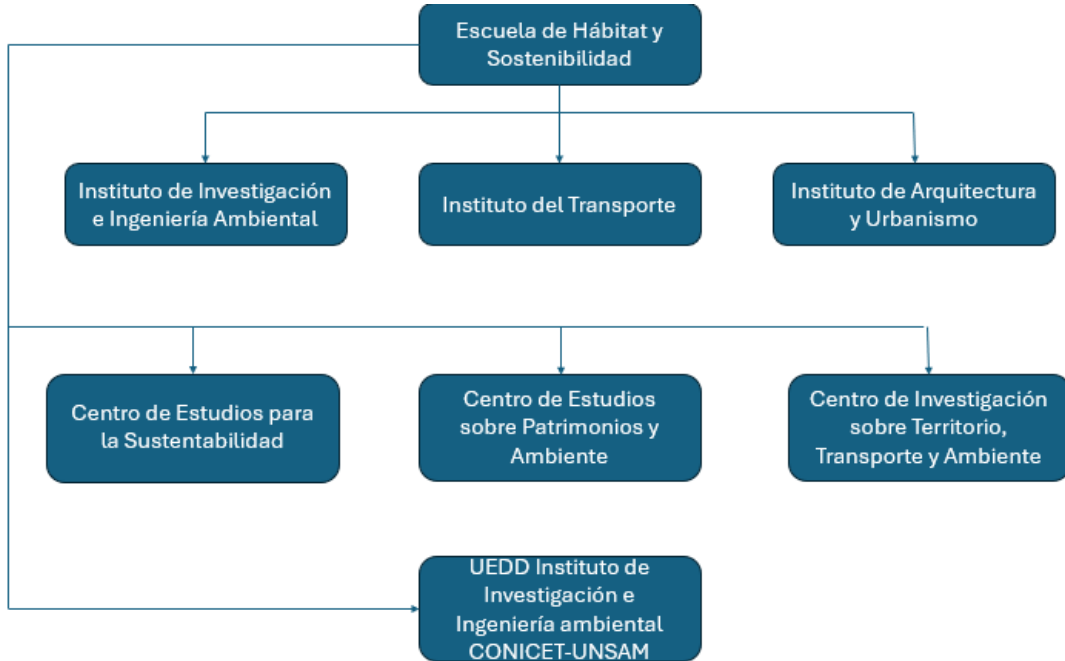 Escuela de Hábitat y
Sostenibilidad
Instituto de Investigación
e Ingeniería Ambiental
Instituto del Transporte
Instituto de Arquitectura
y Urbanismo
Centro de Estudios para
la Sustentabilidad
Centro de Estudios
sobre Patrimonios y
Ambiente
Centro de Investigación
sobre Territorio,
Transporte y Ambiente
UEDD Instituto de
Investigación e
Ingeniería ambiental
CONICET-UNSAM